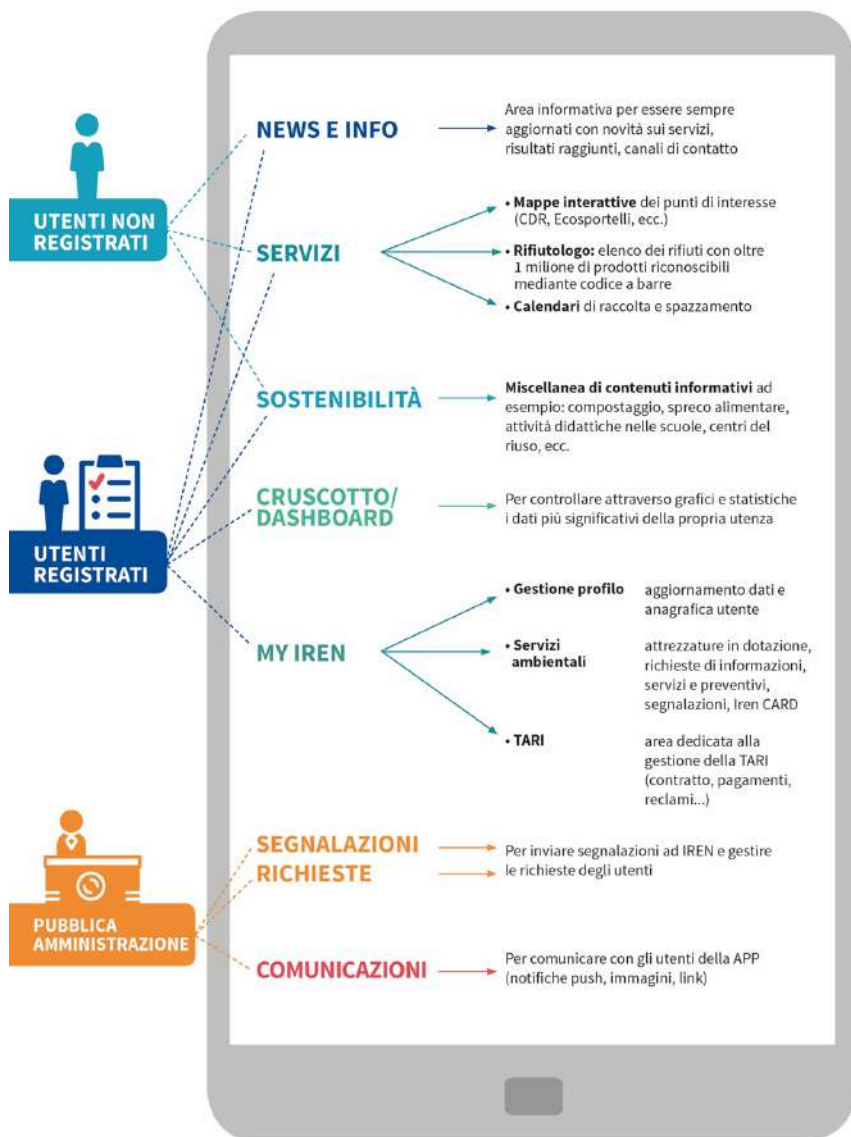 UTENTI NON
REGISTRATI
NEWS E INFO
Area informativa per essere sempre
aggiornati con novità sui servizi,
risultati raggiunti, canali di contatto
SERVIZI
• Mappe interattive dei punti di interesse
(CDR, Ecosportelli, ecc.)
• Rifiutologo: elenco dei rifiuti con oltre
1 milione di prodotti riconoscibili
mediante codice a barre
• Calendari di raccolta e spazzamento
SOSTENIBILITÀ
Miscellanea di contenuti informativi ad
esempio: compostaggio, spreco alimentare,
attività didattiche nelle scuole, centri del
riuso, ecc.
UTENTI
REGISTRATI
CRUSCOTTO/
DASHBOARD
Per controllare attraverso grafici e statistiche
i dati più significativi della propria utenza
MY IREN
• Gestione profilo
aggiornamento dati e
anagrafica utente
• Servizi
ambientali
attrezzature in dotazione,
richieste di informazioni,
servizi e preventivi,
segnalazioni, Iren CARD
• TARI
area dedicata alla
gestione della TARI
(contratto, pagamenti,
reclami...)
PUBBLICA
AMMINISTRAZIONE
SEGNALAZIONI
RICHIESTE
Per inviare segnalazioni ad IREN e gestire
le richieste degli utenti
COMUNICAZIONI
Per comunicare con gli utenti della APP
(notifiche push, immagini, link)